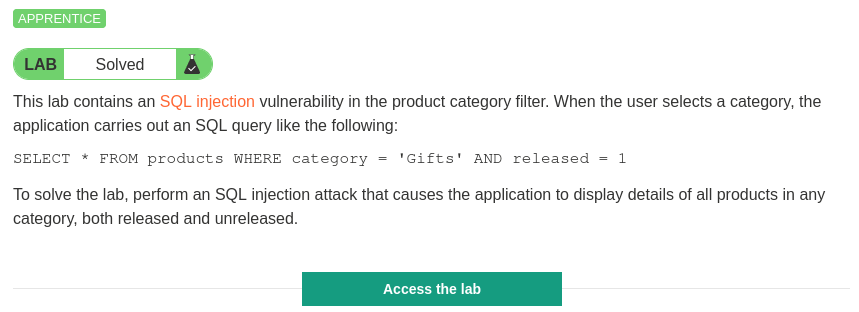 APPRENTICE
LAB Solved
This lab contains an SQL injection vulnerability in the product category filter. When the user selects a category, the
application carries out an SQL query like the following:
SELECT * FROM products WHERE category = 'Gifts' AND released = 1
To solve the lab, perform an SQL injection attack that causes the application to display details of all products in any
category, both released and unreleased.
Access the lab